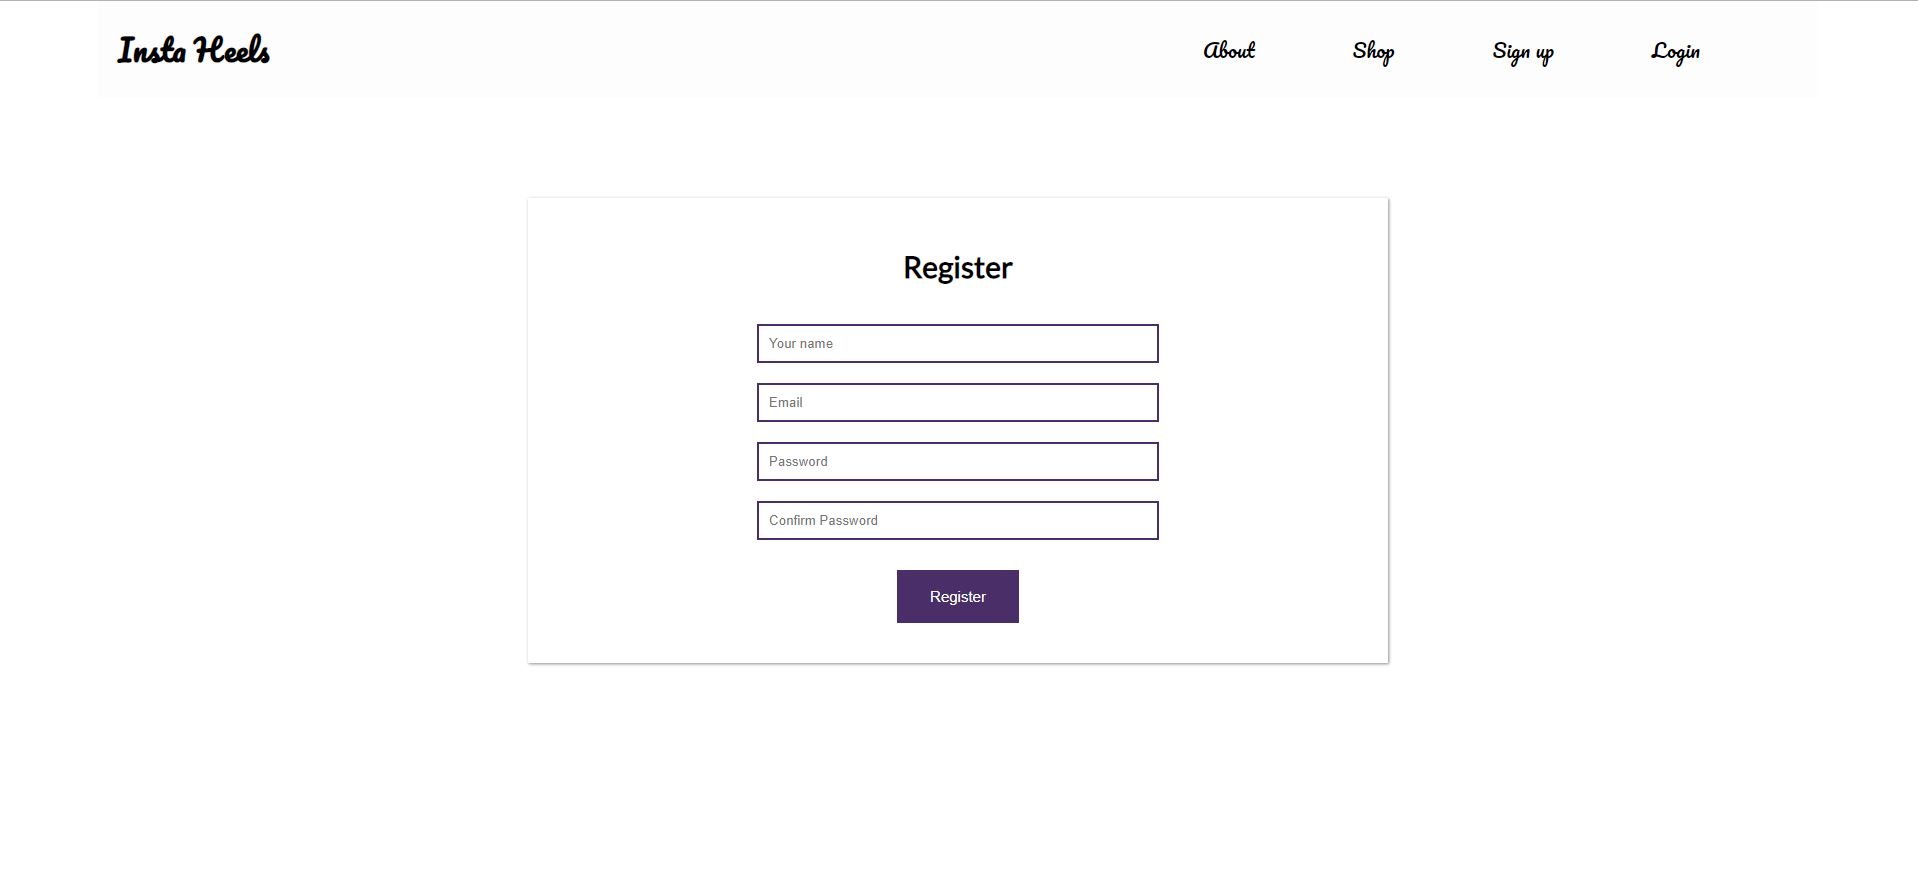 Insta Heels
About Shop Sign up Login
Register
Your name
Email
Password
Confirm Password
Register